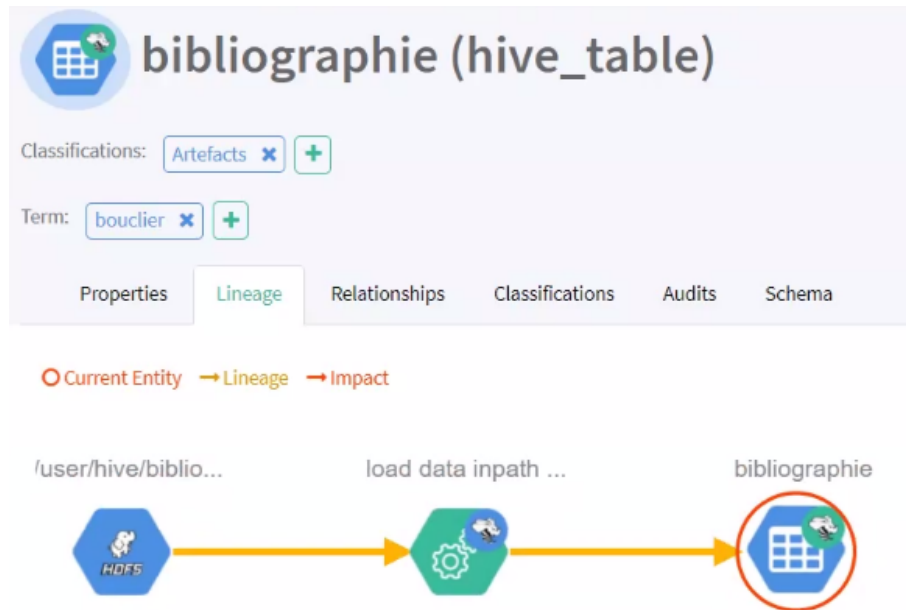 bibliographie (hive_table)
Classifications: Artefacts × +
Term: bouclier × +
Properties Lineage Relationships Classifications Audits Schema
Current Entity Lineage Impact
/user/hive/biblio... load data inpath ... bibliographie
HDFS